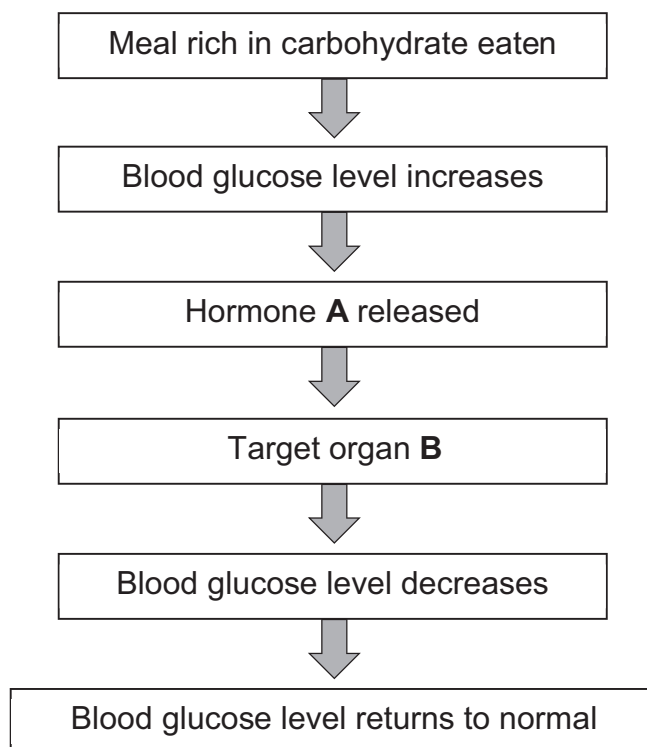 Meal rich in carbohydrate eaten
Blood glucose level increases
Hormone A released
Target organ B
Blood glucose level decreases
Blood glucose level returns to normal